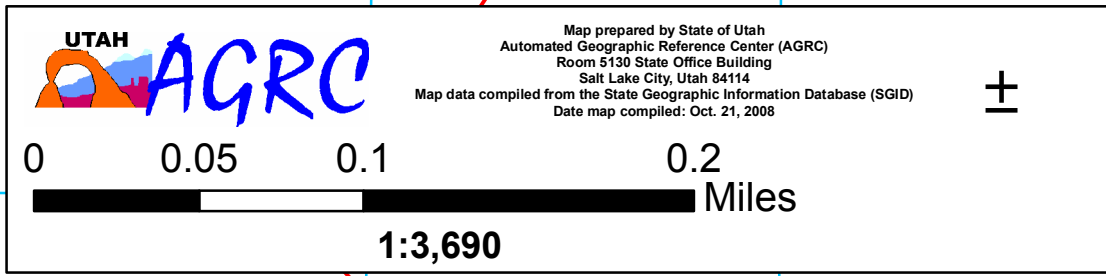 UTAH
AGRC
Map prepared by State of Utah
Automated Geographic Reference Center (AGRC)
Room 5130 State Office Building
Salt Lake City, Utah 84114
Map data compiled from the State Geographic Information Database (SGID)
Date map compiled: Oct. 21, 2008
±
0 0.05 0.1 0.2
Miles
1:3,690